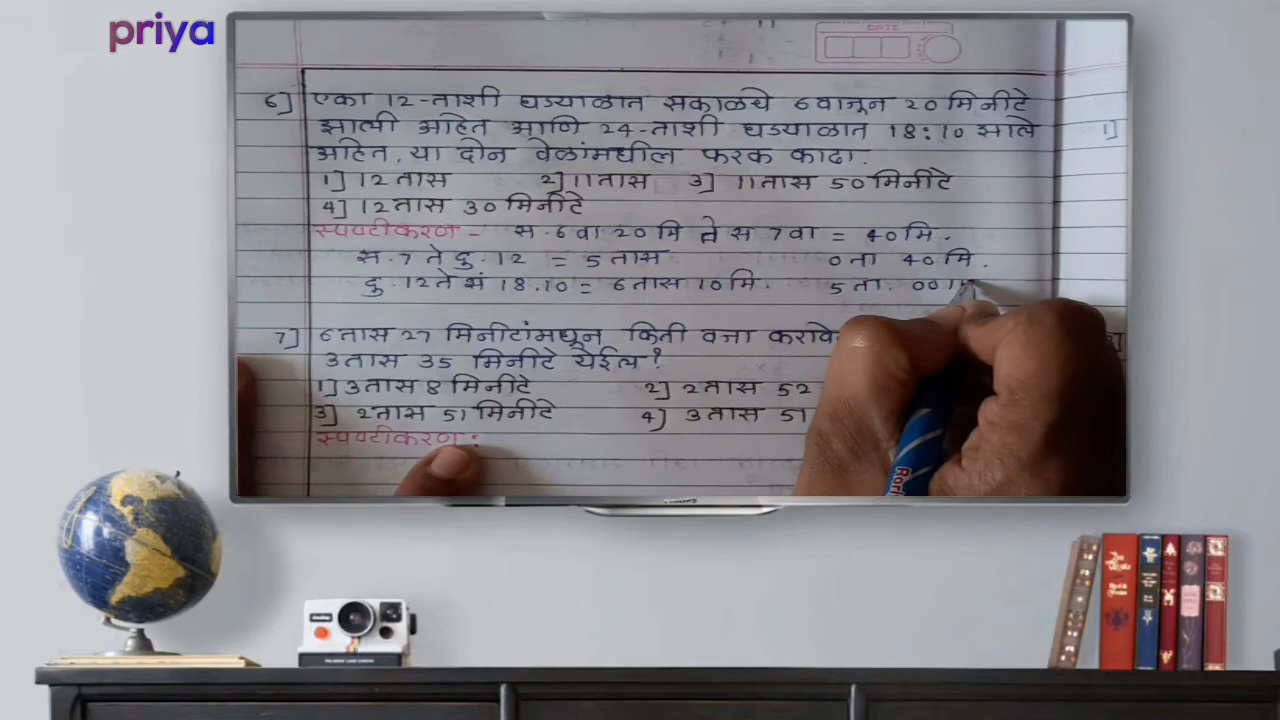 priya
DATE
6] एका 12-ताशी घड्याळात सकाळचे 6 वाजून 20 मिनीटे
झाली आहेत आणि 24-ताशी घड्याळात 18:10 झाले
आहेत. या दोन वेळांमधील फरक काढा.
1] 12 तास 2] 11 तास 3] 11 तास 50 मिनीटे
4] 12 तास 30 मिनीटे
स्पष्टीकरण - स. 6 वा 20 मि ते स 7 वा = 40 मि.
स. 7 ते दु. 12 = 5 तास 0 ता 40 मि.
दु. 12 ते सं 18.10 = 6 तास 10 मि. 5 ता. 00
7] 6 तास 27 मिनीटांमधून किती वजा करावे
3 तास 35 मिनीटे येईल?
1] 3 तास 8 मिनीटे 2] 2 तास 52
3] 2 तास 51 मिनीटे 4] 3 तास 51
स्पष्टीकरण :
1]